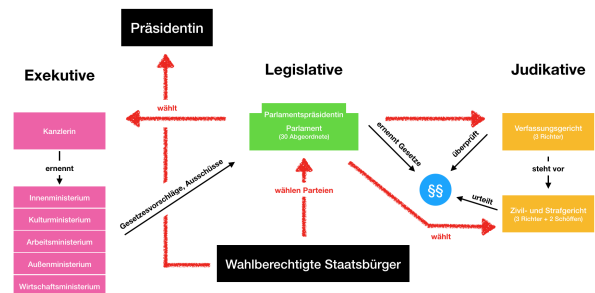 Präsidentin
Exekutive
Legislative
Judikative
wählt
Kanzlerin
ernennt
Innenministerium
Kulturministerium
Arbeitsministerium
Außenministerium
Wirtschaftsministerium
Gesetzesvorschläge, Ausschüsse
Parlamentspräsidentin
Parlament
(30 Abgeordnete)
wählen Parteien
ernennt Gesetze
überprüft
§§
urteilt
wählt
Verfassungsgericht
(3 Richter)
steht vor
Zivil- und Strafgericht
(3 Richter + 2 Schöffen)
Wahlberechtigte Staatsbürger